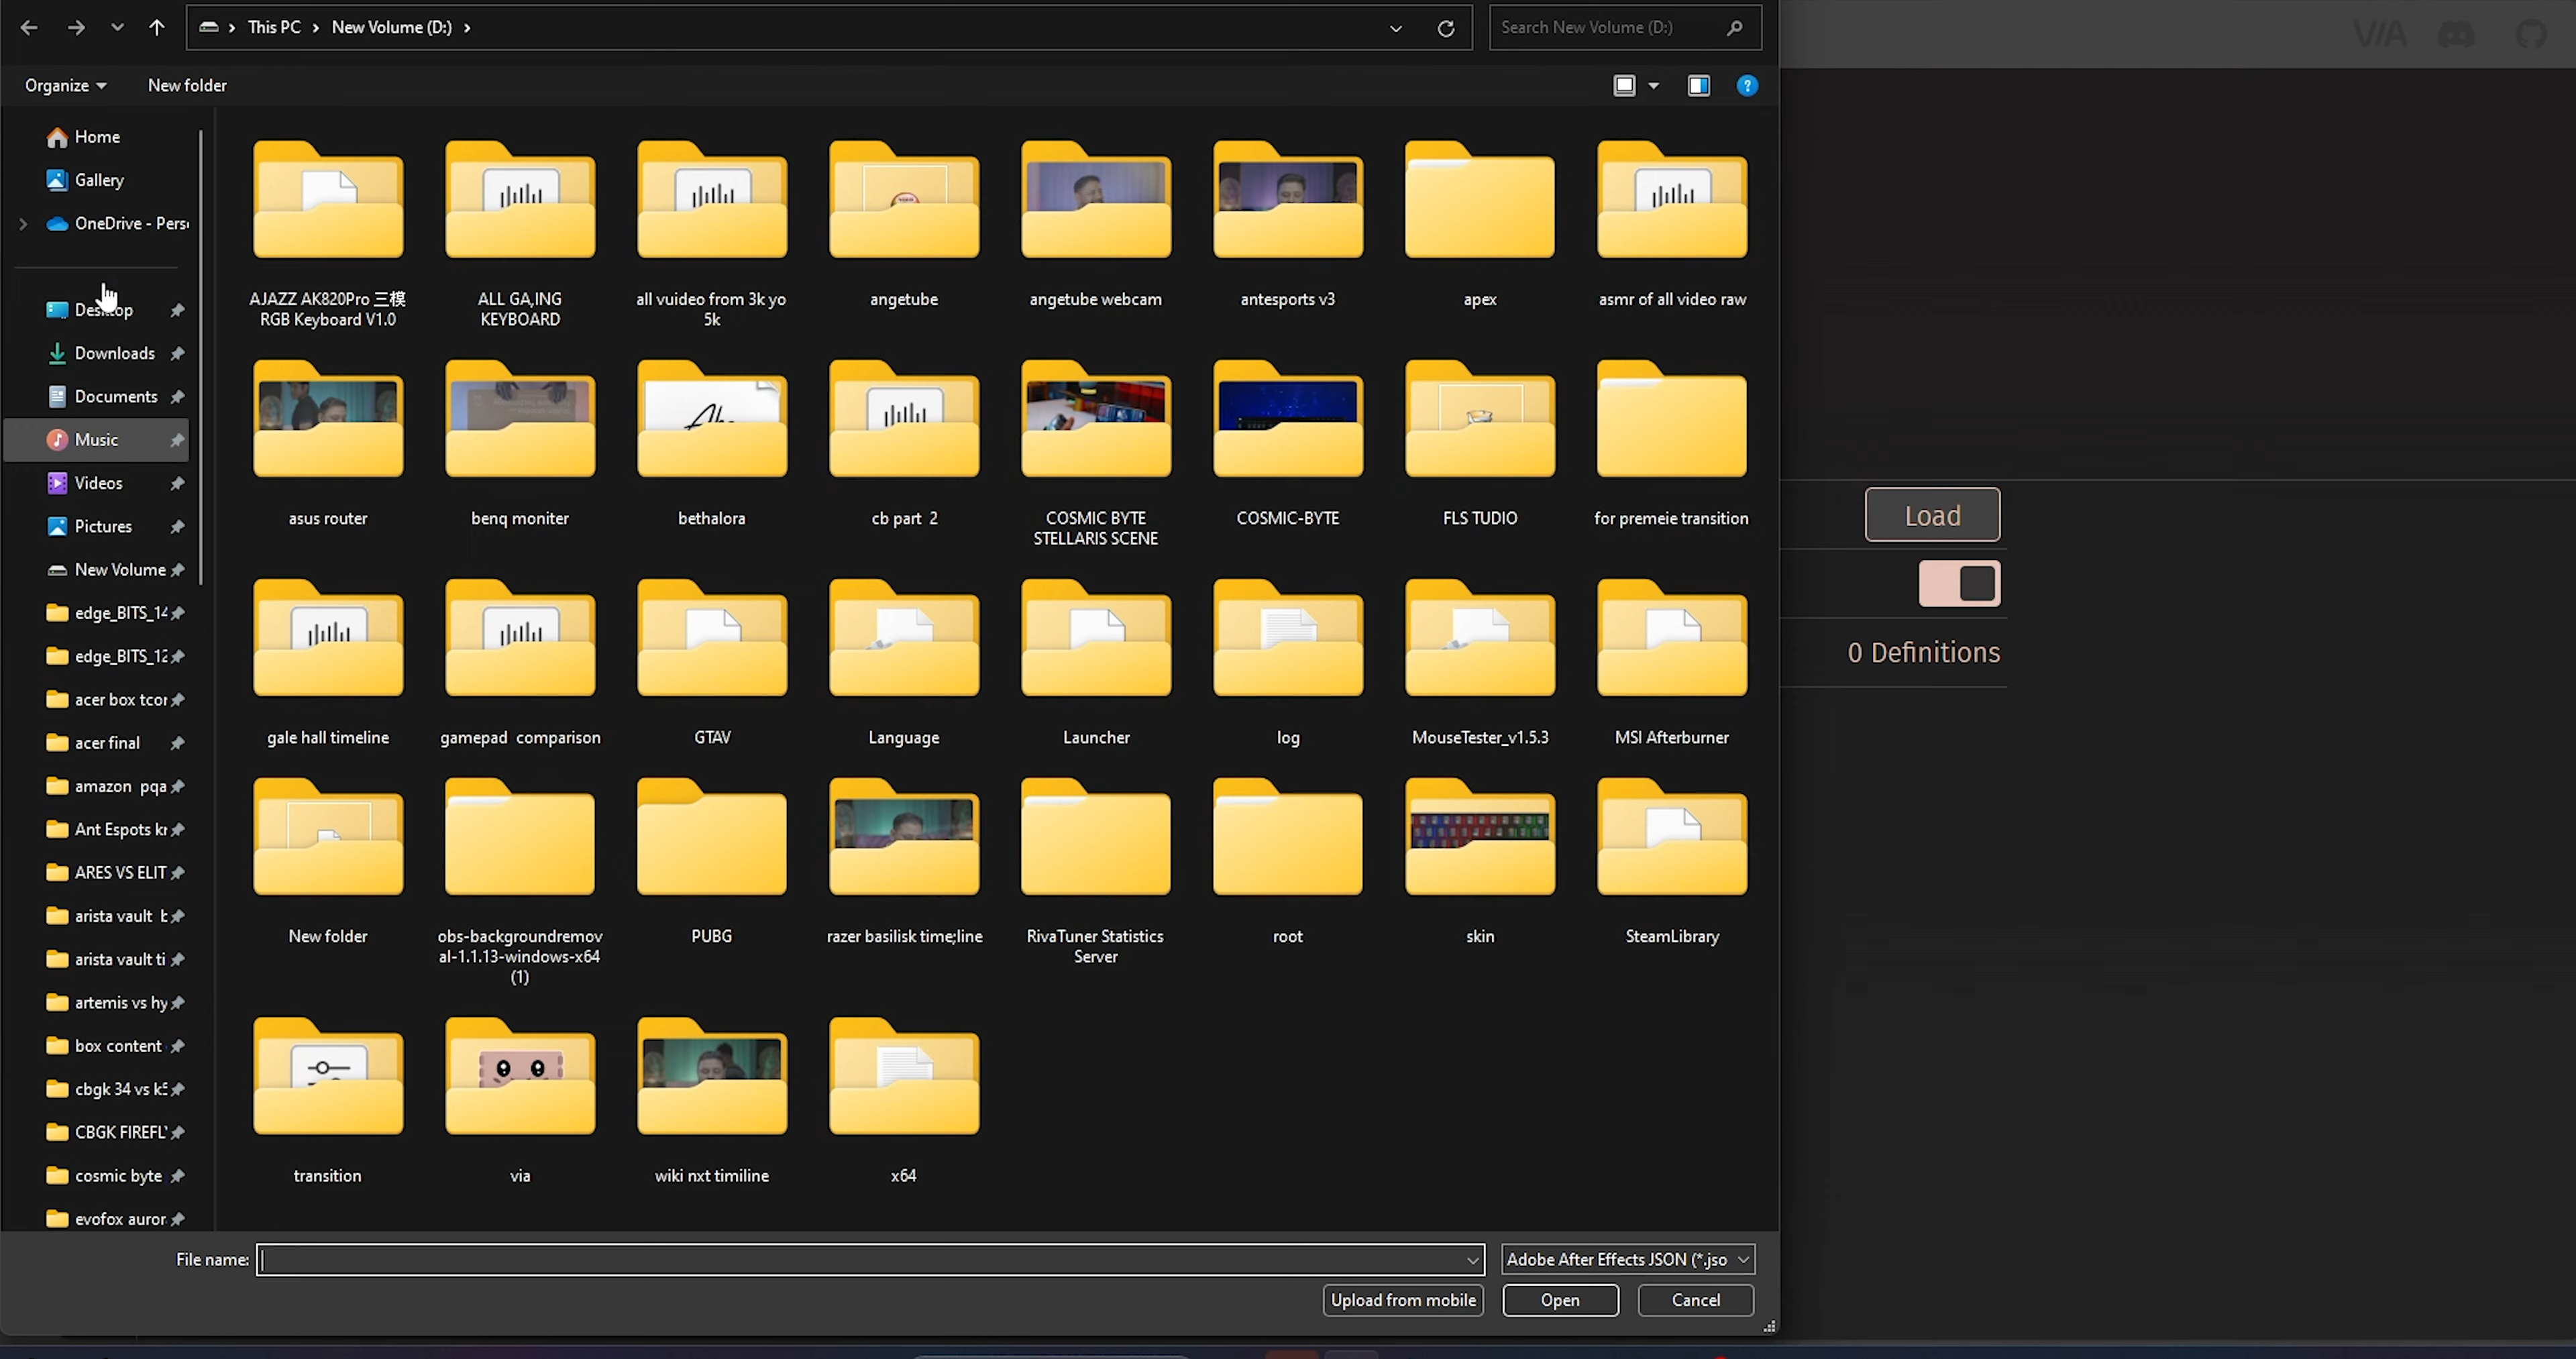 This PC > New Volume (D:) >
Search New Volume (D:)
VIA
Organize
New folder
Home
Gallery
OneDrive - Pers
Desktop
Downloads
Documents
Music
Videos
Pictures
New Volume
edge_BITS_14
edge_BITS_12
acer box tcor
acer final
amazon pqa
Ant Espots kr
ARES VS ELIT
arista vault b
arista vault ti
artemis vs hy
box content
cbgk 34 vs k5
CBGK FIREFL
cosmic byte
evofox auror
AJAZZ AK820Pro 三模
RGB Keyboard V1.0
ALL GA,ING
KEYBOARD
all vuideo from 3k yo
5k
angetube
angetube webcam
antesports v3
apex
asmr of all video raw
asus router
benq moniter
bethalora
cb part 2
COSMIC BYTE
STELLARIS SCENE
COSMIC-BYTE
FLS TUDIO
for premeie transition
gale hall timeline
gamepad comparison
GTAV
Language
Launcher
log
MouseTester_v1.5.3
MSI Afterburner
New folder
obs-backgroundremov
al-1.1.13-windows-x64
(1)
PUBG
razer basilisk time;line
RivaTuner Statistics
Server
root
skin
SteamLibrary
transition
via
wiki nxt timiline
x64
Load
0 Definitions
File name:
Adobe After Effects JSON (*.jso
Upload from mobile
Open
Cancel